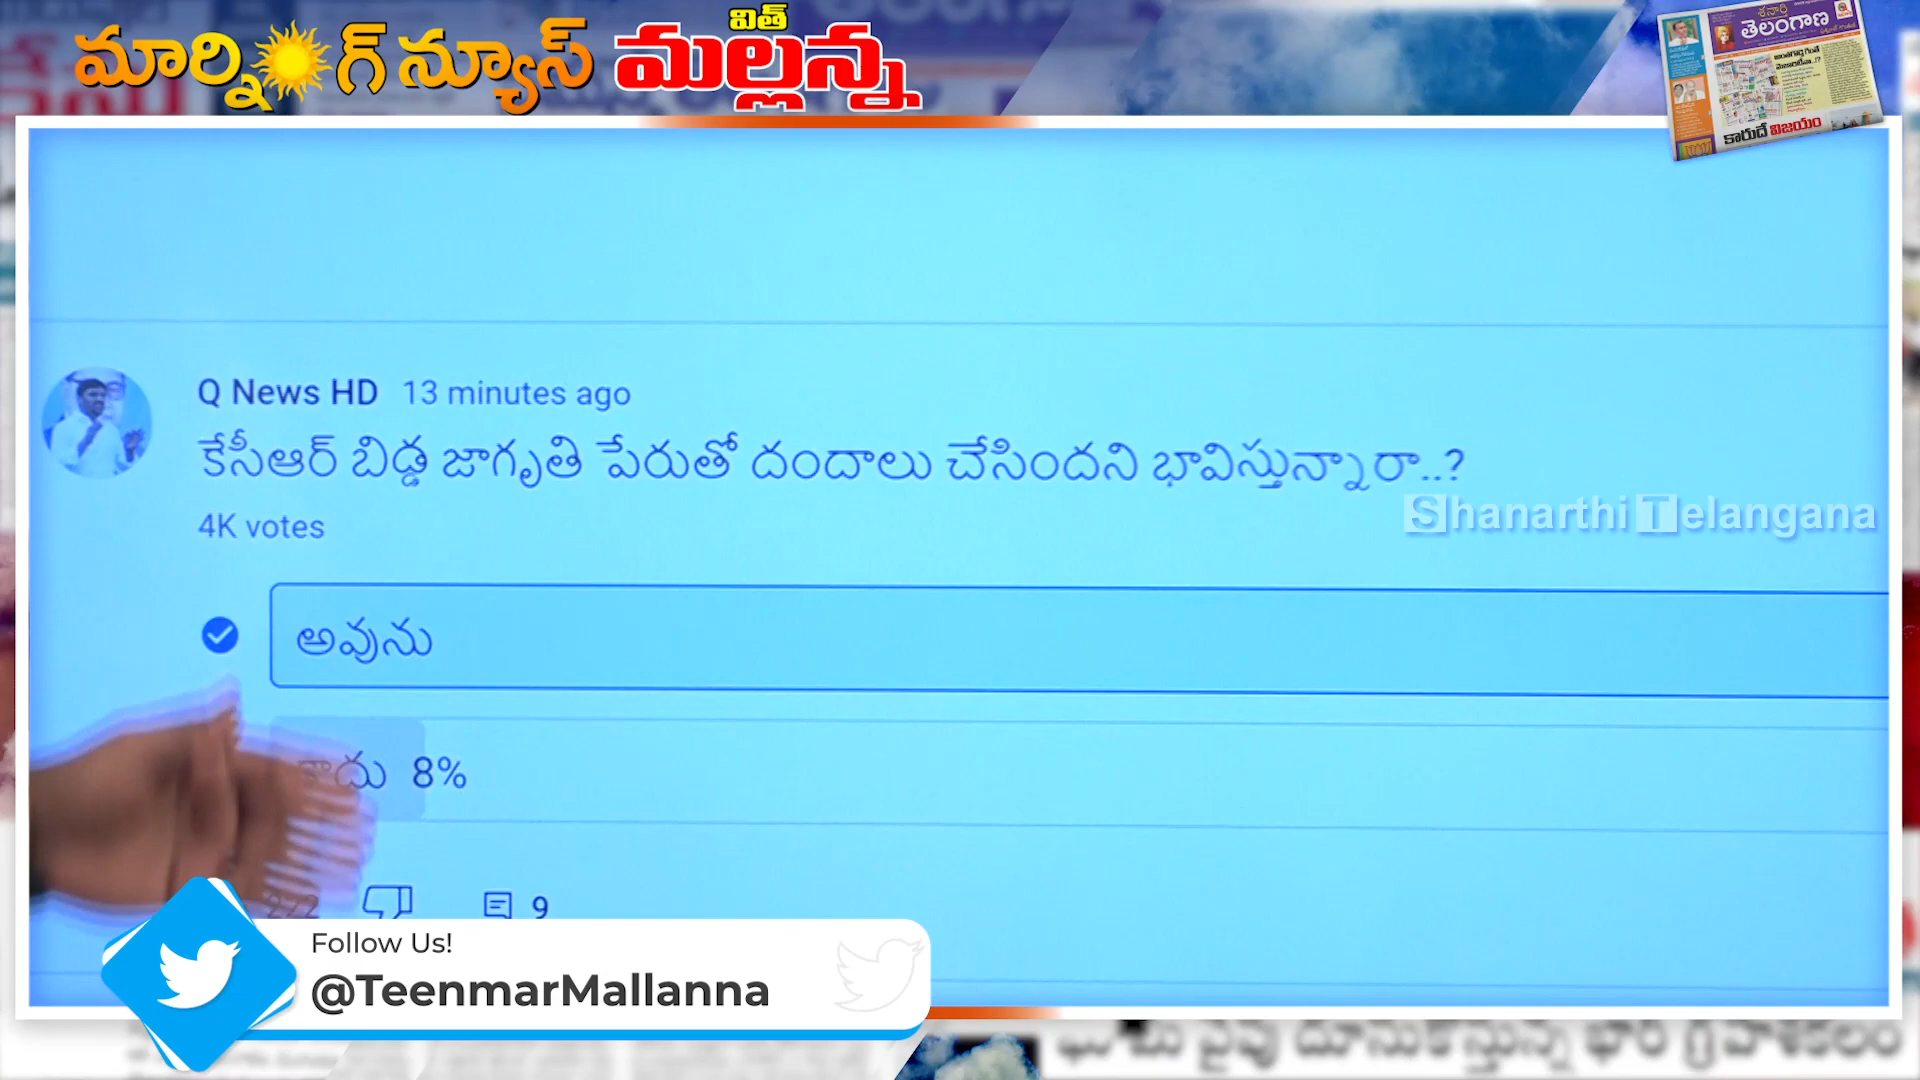 మార్నింగ్ న్యూస్ విత్ మల్లన్న
శనార్తి
తెలంగాణ
కారుదే విజయం
Q News HD 13 minutes ago
కేసీఆర్ బిడ్డ జాగృతి పేరుతో దందాలు చేసిందని భావిస్తున్నారా..?
4K votes
Shanarthi Telangana
అవును
కాదు 8%
9
Follow Us!
@TeenmarMallanna